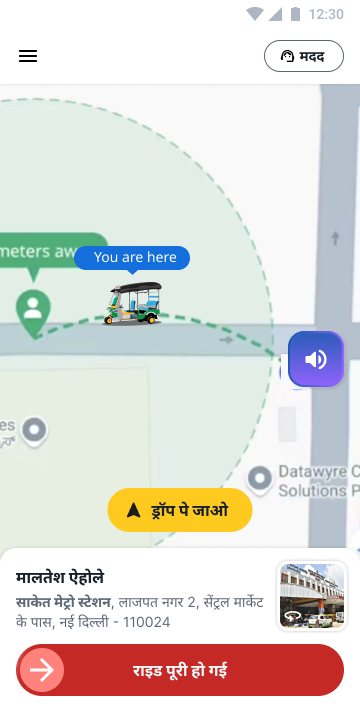 12:30
मदद
meters aw
You are here
es
Datawyre C
Solutions P
ड्रॉप पे जाओ
मालतेश ऐहोले
साकेत मेट्रो स्टेशन, लाजपत नगर 2, सेंट्रल मार्केट
के पास, नई दिल्ली - 110024
राइड पूरी हो गई